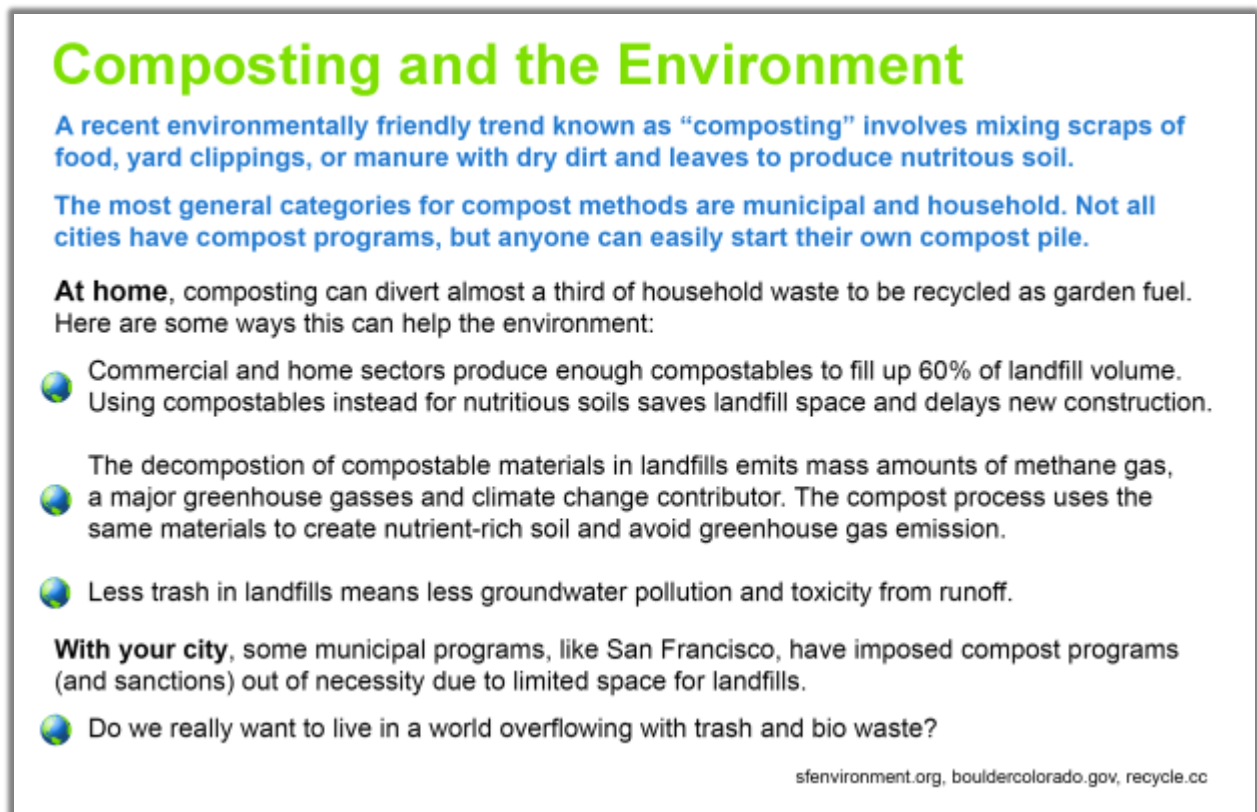 Composting and the Environment
A recent environmentally friendly trend known as “composting” involves mixing scraps of
food, yard clippings, or manure with dry dirt and leaves to produce nutritous soil.
The most general categories for compost methods are municipal and household. Not all
cities have compost programs, but anyone can easily start their own compost pile.
At home, composting can divert almost a third of household waste to be recycled as garden fuel.
Here are some ways this can help the environment:
Commercial and home sectors produce enough compostables to fill up 60% of landfill volume.
Using compostables instead for nutritious soils saves landfill space and delays new construction.
The decompostion of compostable materials in landfills emits mass amounts of methane gas,
a major greenhouse gasses and climate change contributor. The compost process uses the
same materials to create nutrient-rich soil and avoid greenhouse gas emission.
Less trash in landfills means less groundwater pollution and toxicity from runoff.
With your city, some municipal programs, like San Francisco, have imposed compost programs
(and sanctions) out of necessity due to limited space for landfills.
Do we really want to live in a world overflowing with trash and bio waste?
sfenvironment.org, bouldercolorado.gov, recycle.cc